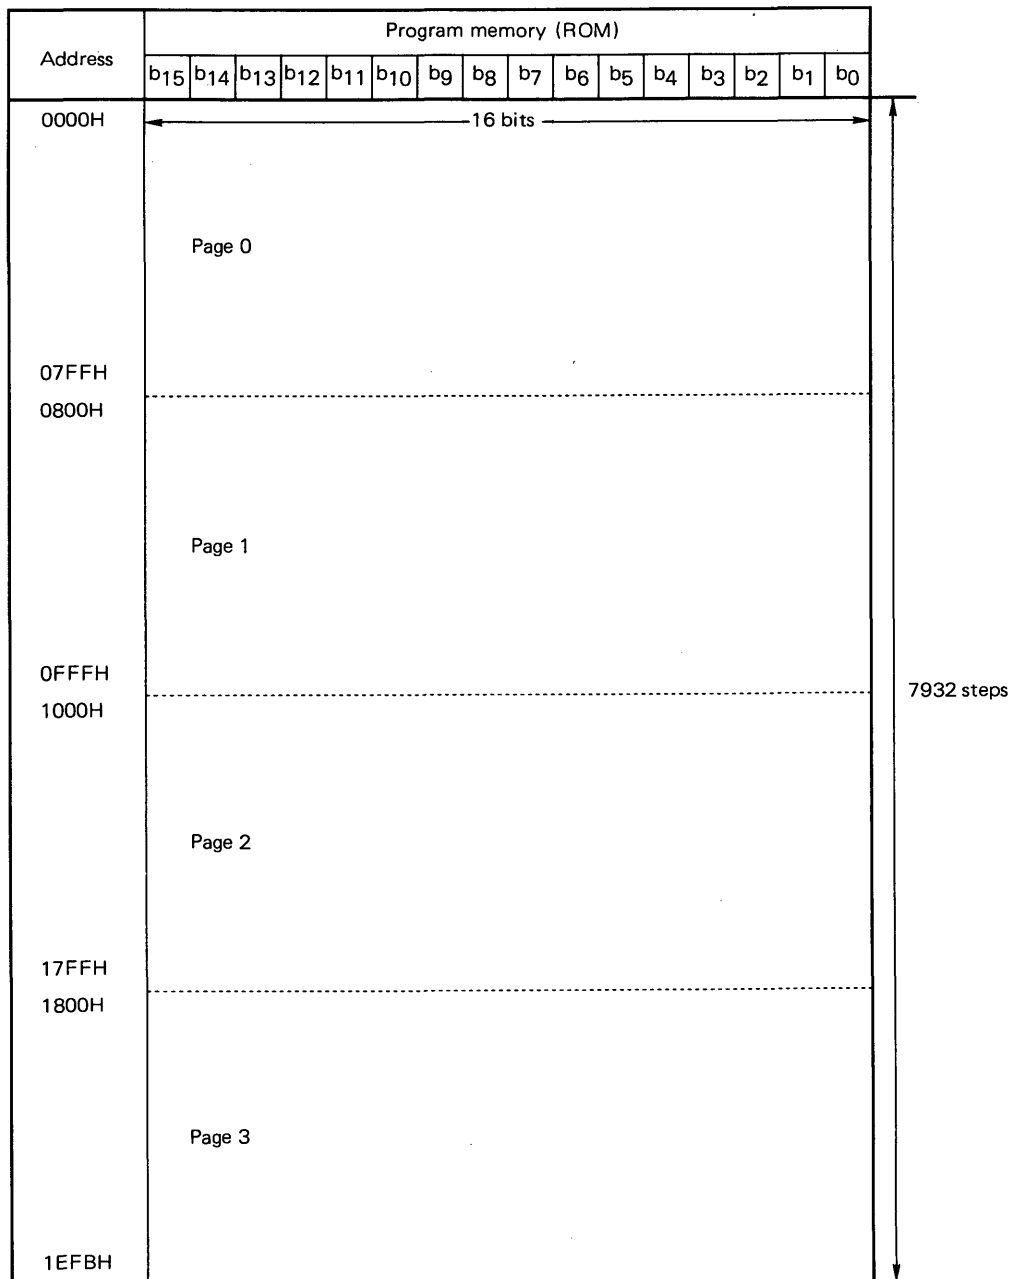 Program memory (ROM)
Address
b15 b14 b13 b12 b11 b10 b9 b8 b7 b6 b5 b4 b3 b2 b1 b0
0000H
16 bits
Page 0
07FFH
0800H
Page 1
0FFFH
1000H
7932 steps
Page 2
17FFH
1800H
Page 3
1EFBH